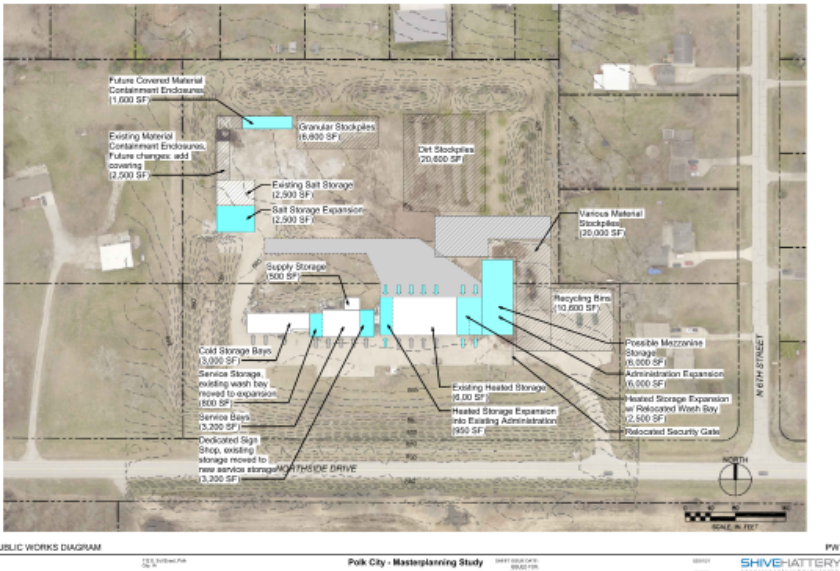 Future Covered Material
Containment Enclosures
(1,600 SF)
Existing Material
Containment Enclosures,
Future changes: add
covering
(2,500 SF)
Granular Stockpiles
(6,600 SF)
Dirt Stockpiles
(20,600 SF)
Existing Salt Storage
(2,500 SF)
Salt Storage Expansion
(2,500 SF)
Various Material
Stockpiles
(20,000 SF)
Supply Storage
(500 SF)
Recycling Bins
(10,600 SF)
Cold Storage Bays
(3,000 SF)
Service Storage,
existing wash bay
moved to expansion
(600 SF)
Service Bays
(3,200 SF)
Dedicated Sign
Shop, existing
storage moved to
new service storage
(3,200 SF)
Existing Heated Storage
(6,00 SF)
Heated Storage Expansion
into Existing Administration
(950 SF)
Possible Mezzanine
Storage
(6,000 SF)
Administration Expansion
(6,000 SF)
Heated Storage Expansion
w/ Relocated Wash Bay
(2,500 SF)
Relocated Security Gate
N 6TH STREET
NORTHSIDE DRIVE
NORTH
SCALE, IN FEET
UBLIC WORKS DIAGRAM
PW
Polk City - Masterplanning Study
SHIVEHATTERY